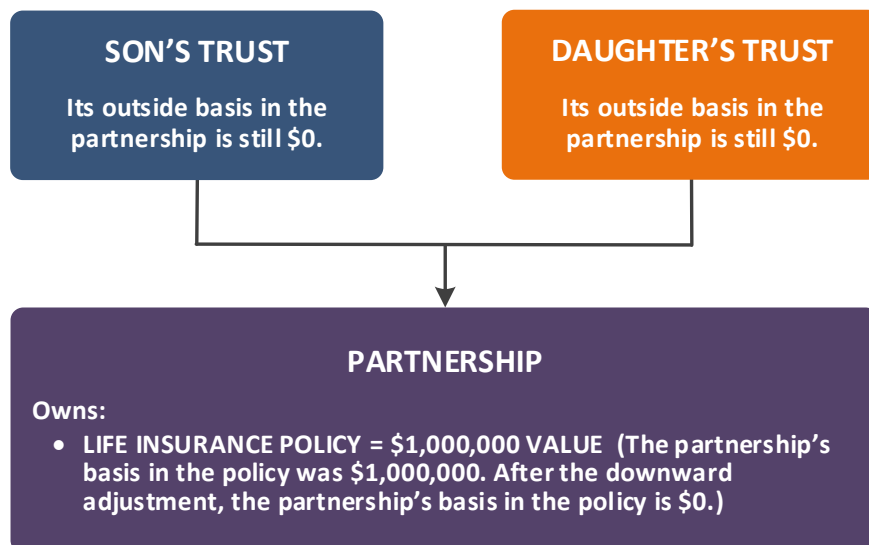 SON’S TRUST
Its outside basis in the
partnership is still $0.
DAUGHTER’S TRUST
Its outside basis in the
partnership is still $0.
PARTNERSHIP
Owns:
• LIFE INSURANCE POLICY = $1,000,000 VALUE (The partnership’s
basis in the policy was $1,000,000. After the downward
adjustment, the partnership’s basis in the policy is $0.)